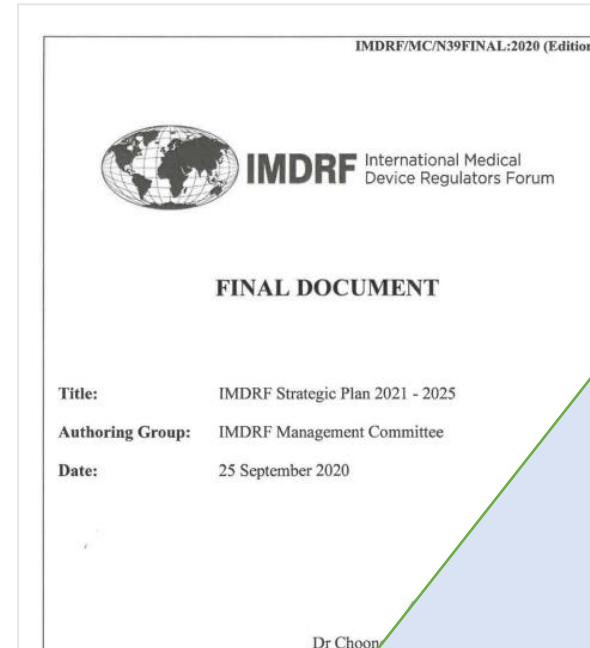 IMDRF/MC/N39FINAL:2020 (Edition
IMDRF International Medical
Device Regulators Forum
FINAL DOCUMENT
Title: IMDRF Strategic Plan 2021 - 2025
Authoring Group: IMDRF Management Committee
Date: 25 September 2020
Dr Choon